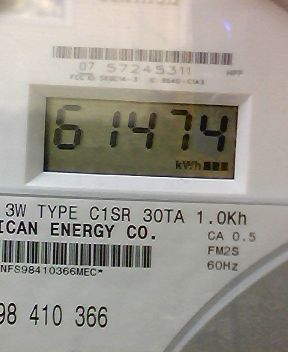 07 57245311
HPF
61474
kWh
3W TYPE C1SR 30TA 1.0Kh
ICAN ENERGY CO.
CA 0.5
FM2S
60Hz
NFS98410366MEC*
98 410 366